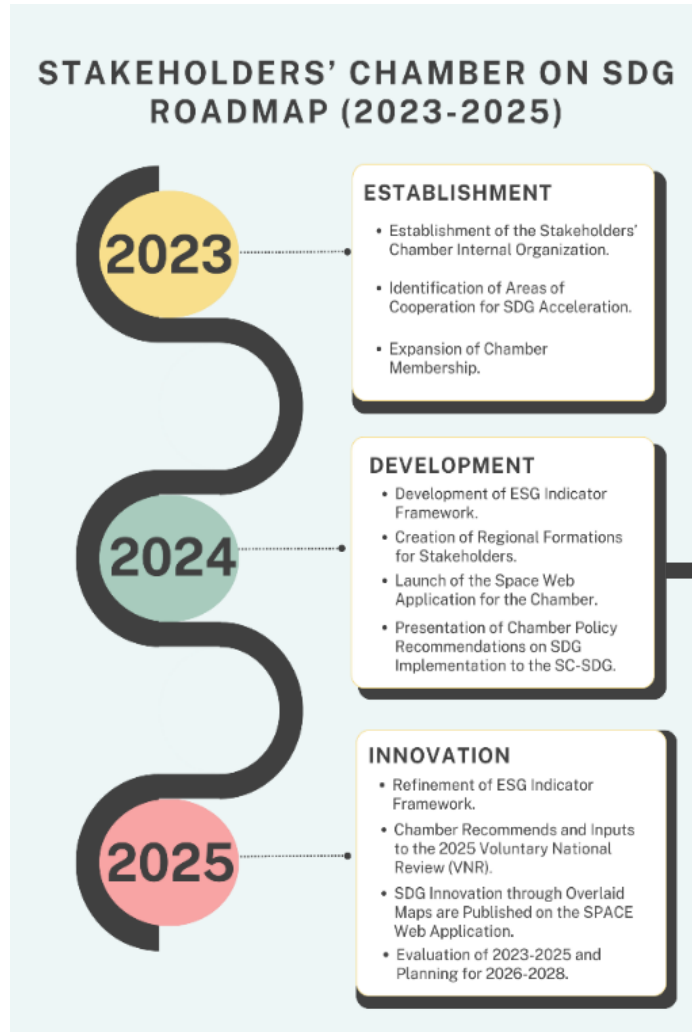 STAKEHOLDERS' CHAMBER ON SDG
ROADMAP (2023-2025)
2023
ESTABLISHMENT
• Establishment of the Stakeholders'
Chamber Internal Organization.
• Identification of Areas of
Cooperation for SDG Acceleration.
• Expansion of Chamber
Membership.
2024
DEVELOPMENT
• Development of ESG Indicator
Framework.
• Creation of Regional Formations
for Stakeholders.
• Launch of the Space Web
Application for the Chamber.
• Presentation of Chamber Policy
Recommendations on SDG
Implementation to the SC-SDG.
2025
INNOVATION
• Refinement of ESG Indicator
Framework.
• Chamber Recommends and Inputs
to the 2025 Voluntary National
Review (VNR).
• SDG Innovation through Overlaid
Maps are Published on the SPACE
Web Application.
• Evaluation of 2023-2025 and
Planning for 2026-2028.